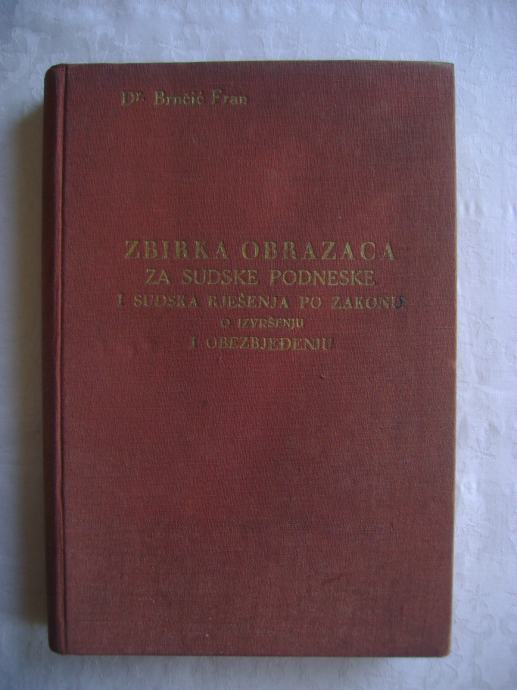 Dr. Brnčić Fran
ZBIRKA OBRAZACA
ZA SUDSKE PODNESKE
I SUDSKA RJEŠENJA PO ZAKONU
O IZVRŠENJU
I OBEZBJEĐENJU